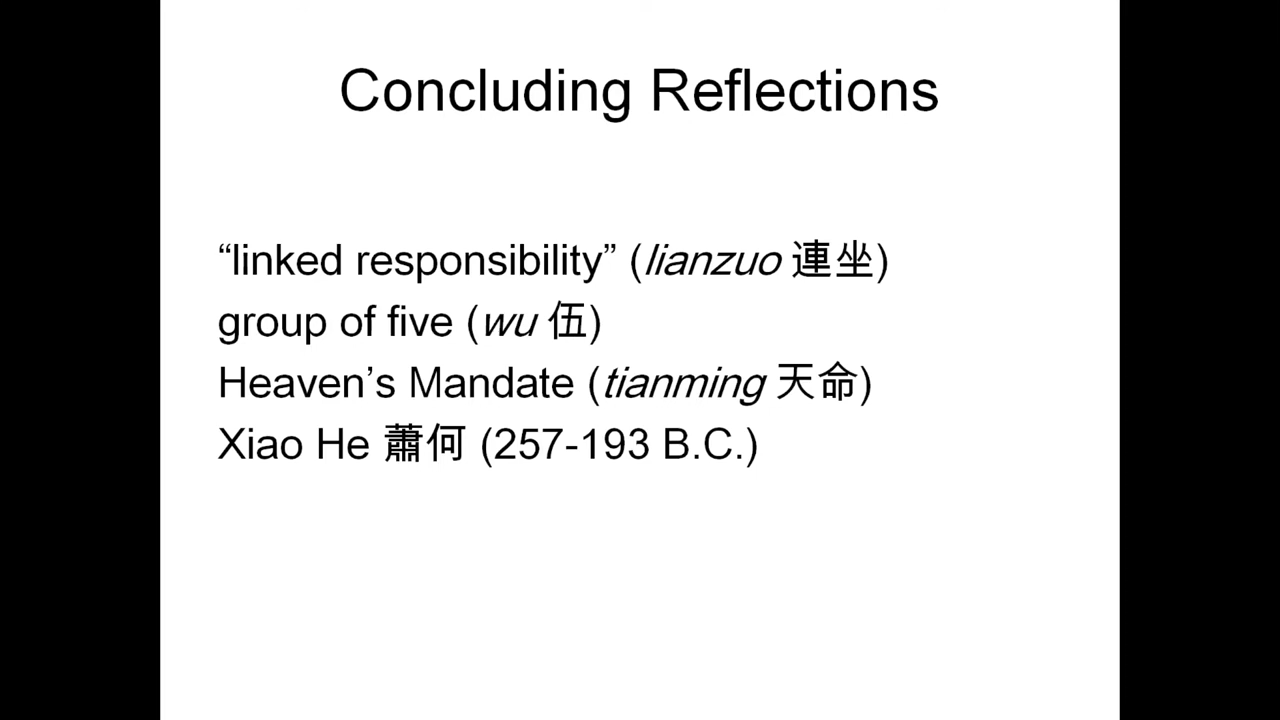 Concluding Reflections
“linked responsibility” (lianzuo 連坐)
group of five (wu 伍)
Heaven’s Mandate (tianming 天命)
Xiao He 蕭何 (257-193 B.C.)